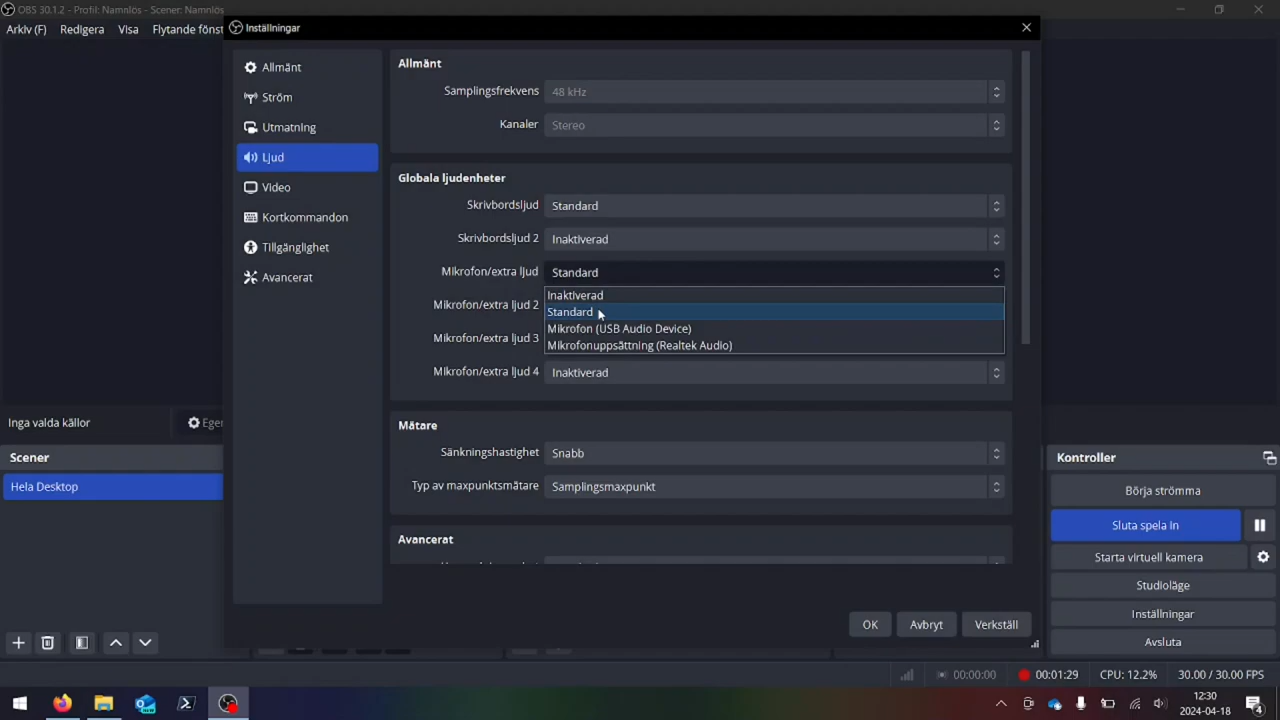 OBS 30.1.2 - Profil: Namnlös - Scener: Namnlös
Arkiv (F) Redigera Visa Flytande fönst
Inställningar
Allmänt
Ström
Utmatning
Ljud
Video
Kortkommandon
Tillgänglighet
Avancerat
Allmänt
Samplingsfrekvens 48 kHz
Kanaler Stereo
Globala ljudenheter
Skrivbordsljud Standard
Skrivbordsljud 2 Inaktiverad
Mikrofon/extra ljud Standard
Inaktiverad
Mikrofon/extra ljud 2
Standard
Mikrofon (USB Audio Device)
Mikrofon/extra ljud 3
Mikrofonuppsättning (Realtek Audio)
Mikrofon/extra ljud 4 Inaktiverad
Mätare
Sänkningshastighet Snabb
Typ av maxpunktsmätare Samplingsmaxpunkt
Avancerat
OK Avbryt Verkställ
Inga valda källor
Egen
Scener
Hela Desktop
Kontroller
Börja strömma
Sluta spela In
Starta virtuell kamera
Studioläge
Inställningar
Avsluta
00:00:00 00:01:29 CPU: 12.2% 30.00 / 30.00 FPS
12:30
2024-04-18
4